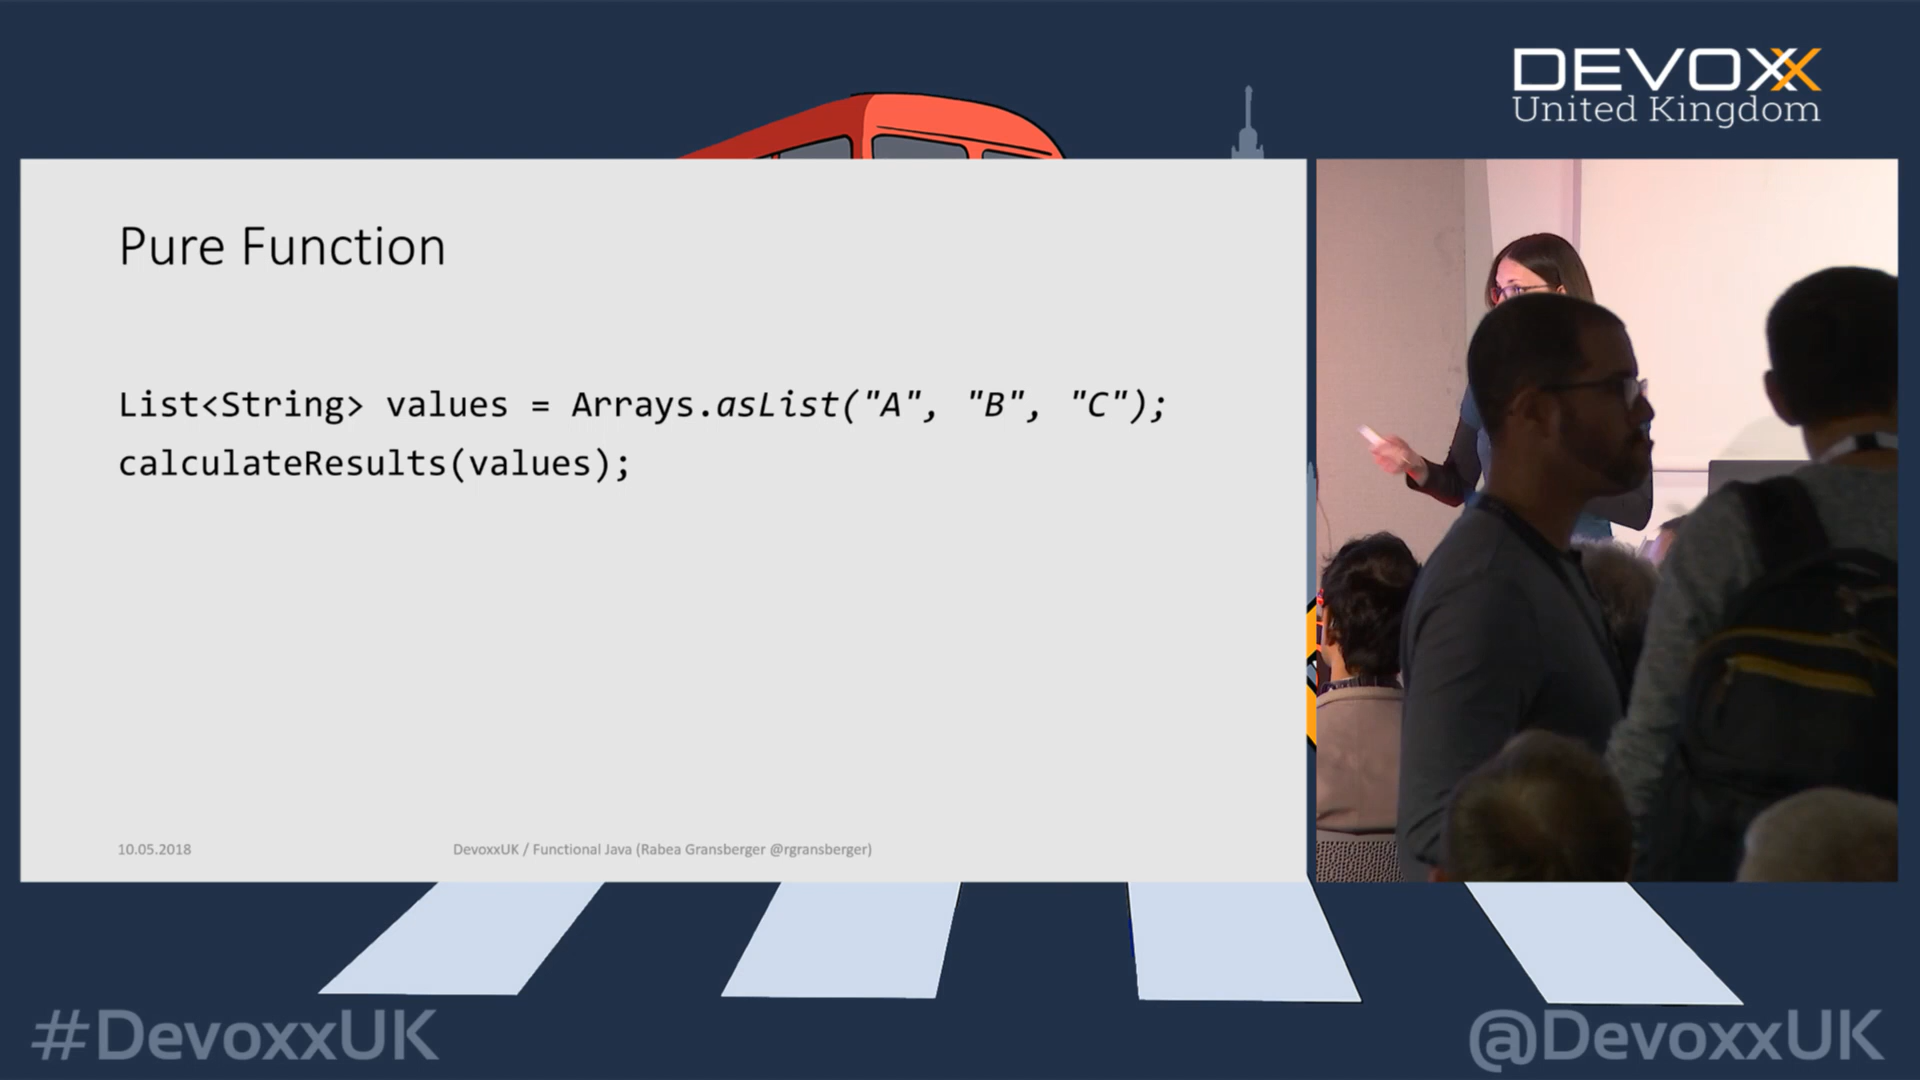 DEVOXX
United Kingdom
Pure Function
List<String> values = Arrays.asList("A", "B", "C");
calculateResults(values);
10.05.2018
DevoxxUK / Functional Java (Rabea Gransberger @rgransberger)
#DevoxxUK
@DevoxxUK